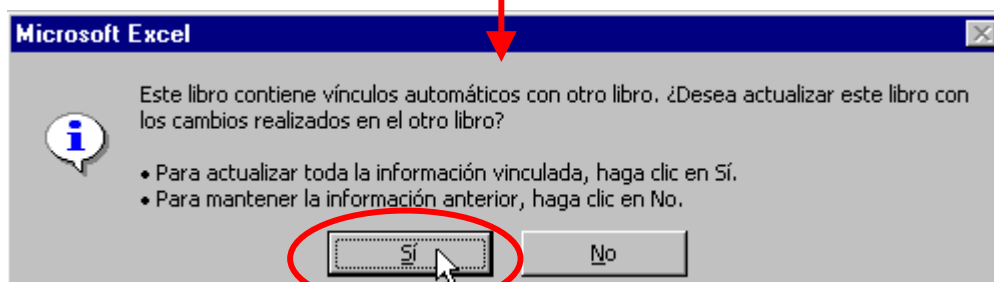 Microsoft Excel
Este libro contiene vínculos automáticos con otro libro. ¿Desea actualizar este libro con
los cambios realizados en el otro libro?
• Para actualizar toda la información vinculada, haga clic en Sí.
• Para mantener la información anterior, haga clic en No.
Sí No